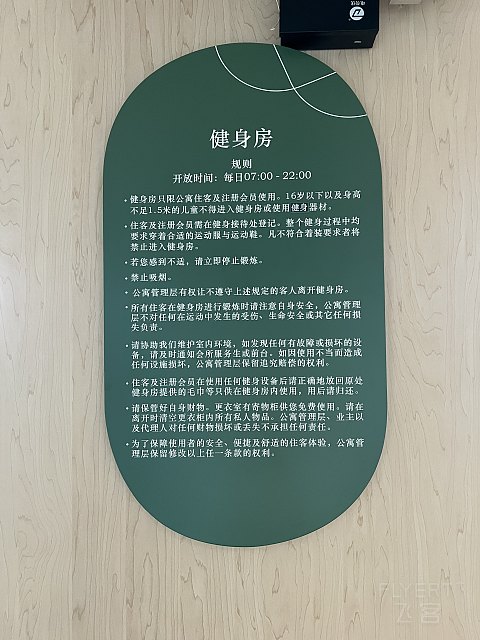 健身房
规则
开放时间：每日07:00 - 22:00
• 健身房只限公寓住客及注册会员使用。16岁以下以及身高
不足1.5米的儿童不得进入健身房或使用健身器材。
• 住客及注册会员需在健身接待处登记。整个健身过程中均
要求穿着合适的运动服与运动鞋。凡不符合着装要求者将
禁止进入健身房。
• 若您感到不适，请立即停止锻炼。
• 禁止吸烟。
• 公寓管理层有权让不遵守上述规定的客人离开健身房。
• 所有住客在健身房进行锻炼时请注意自身安全，公寓管理
层不对任何在运动中发生的受伤、生命安全或其它任何损
失负责。
• 请协助我们维护室内环境，如发现任何有故障或损坏的设
备，请及时通知会所服务生或前台。如因使用不当而造成
任何设施损坏，公寓管理层保留追究赔偿的权利。
• 住客及注册会员在使用任何健身设备后请正确地放回原处
健身房提供的毛巾等只供在健身房内使用，用后请归还。
• 请保管好自身财物。更衣室有寄物柜供您免费使用。请在
离开时清空更衣柜内所有私人物品。公寓管理层、业主以
及代理人对任何财物损坏或丢失不承担任何责任。
• 为了保障使用者的安全、便捷及舒适的住客体验，公寓管
理层保留修改以上任一条款的权利。
FLYERT
飞客